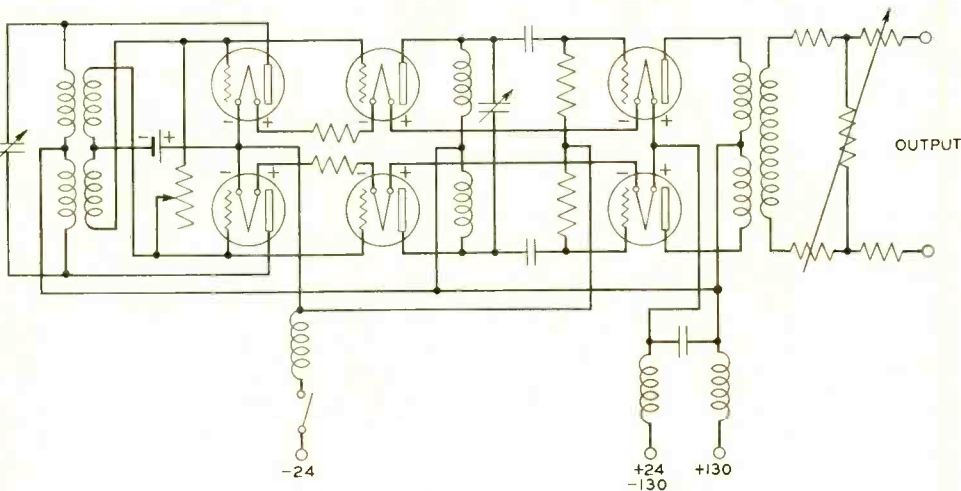 - + + - - + - +
- + - + - +
OUTPUT
-24
+24
-130
+130